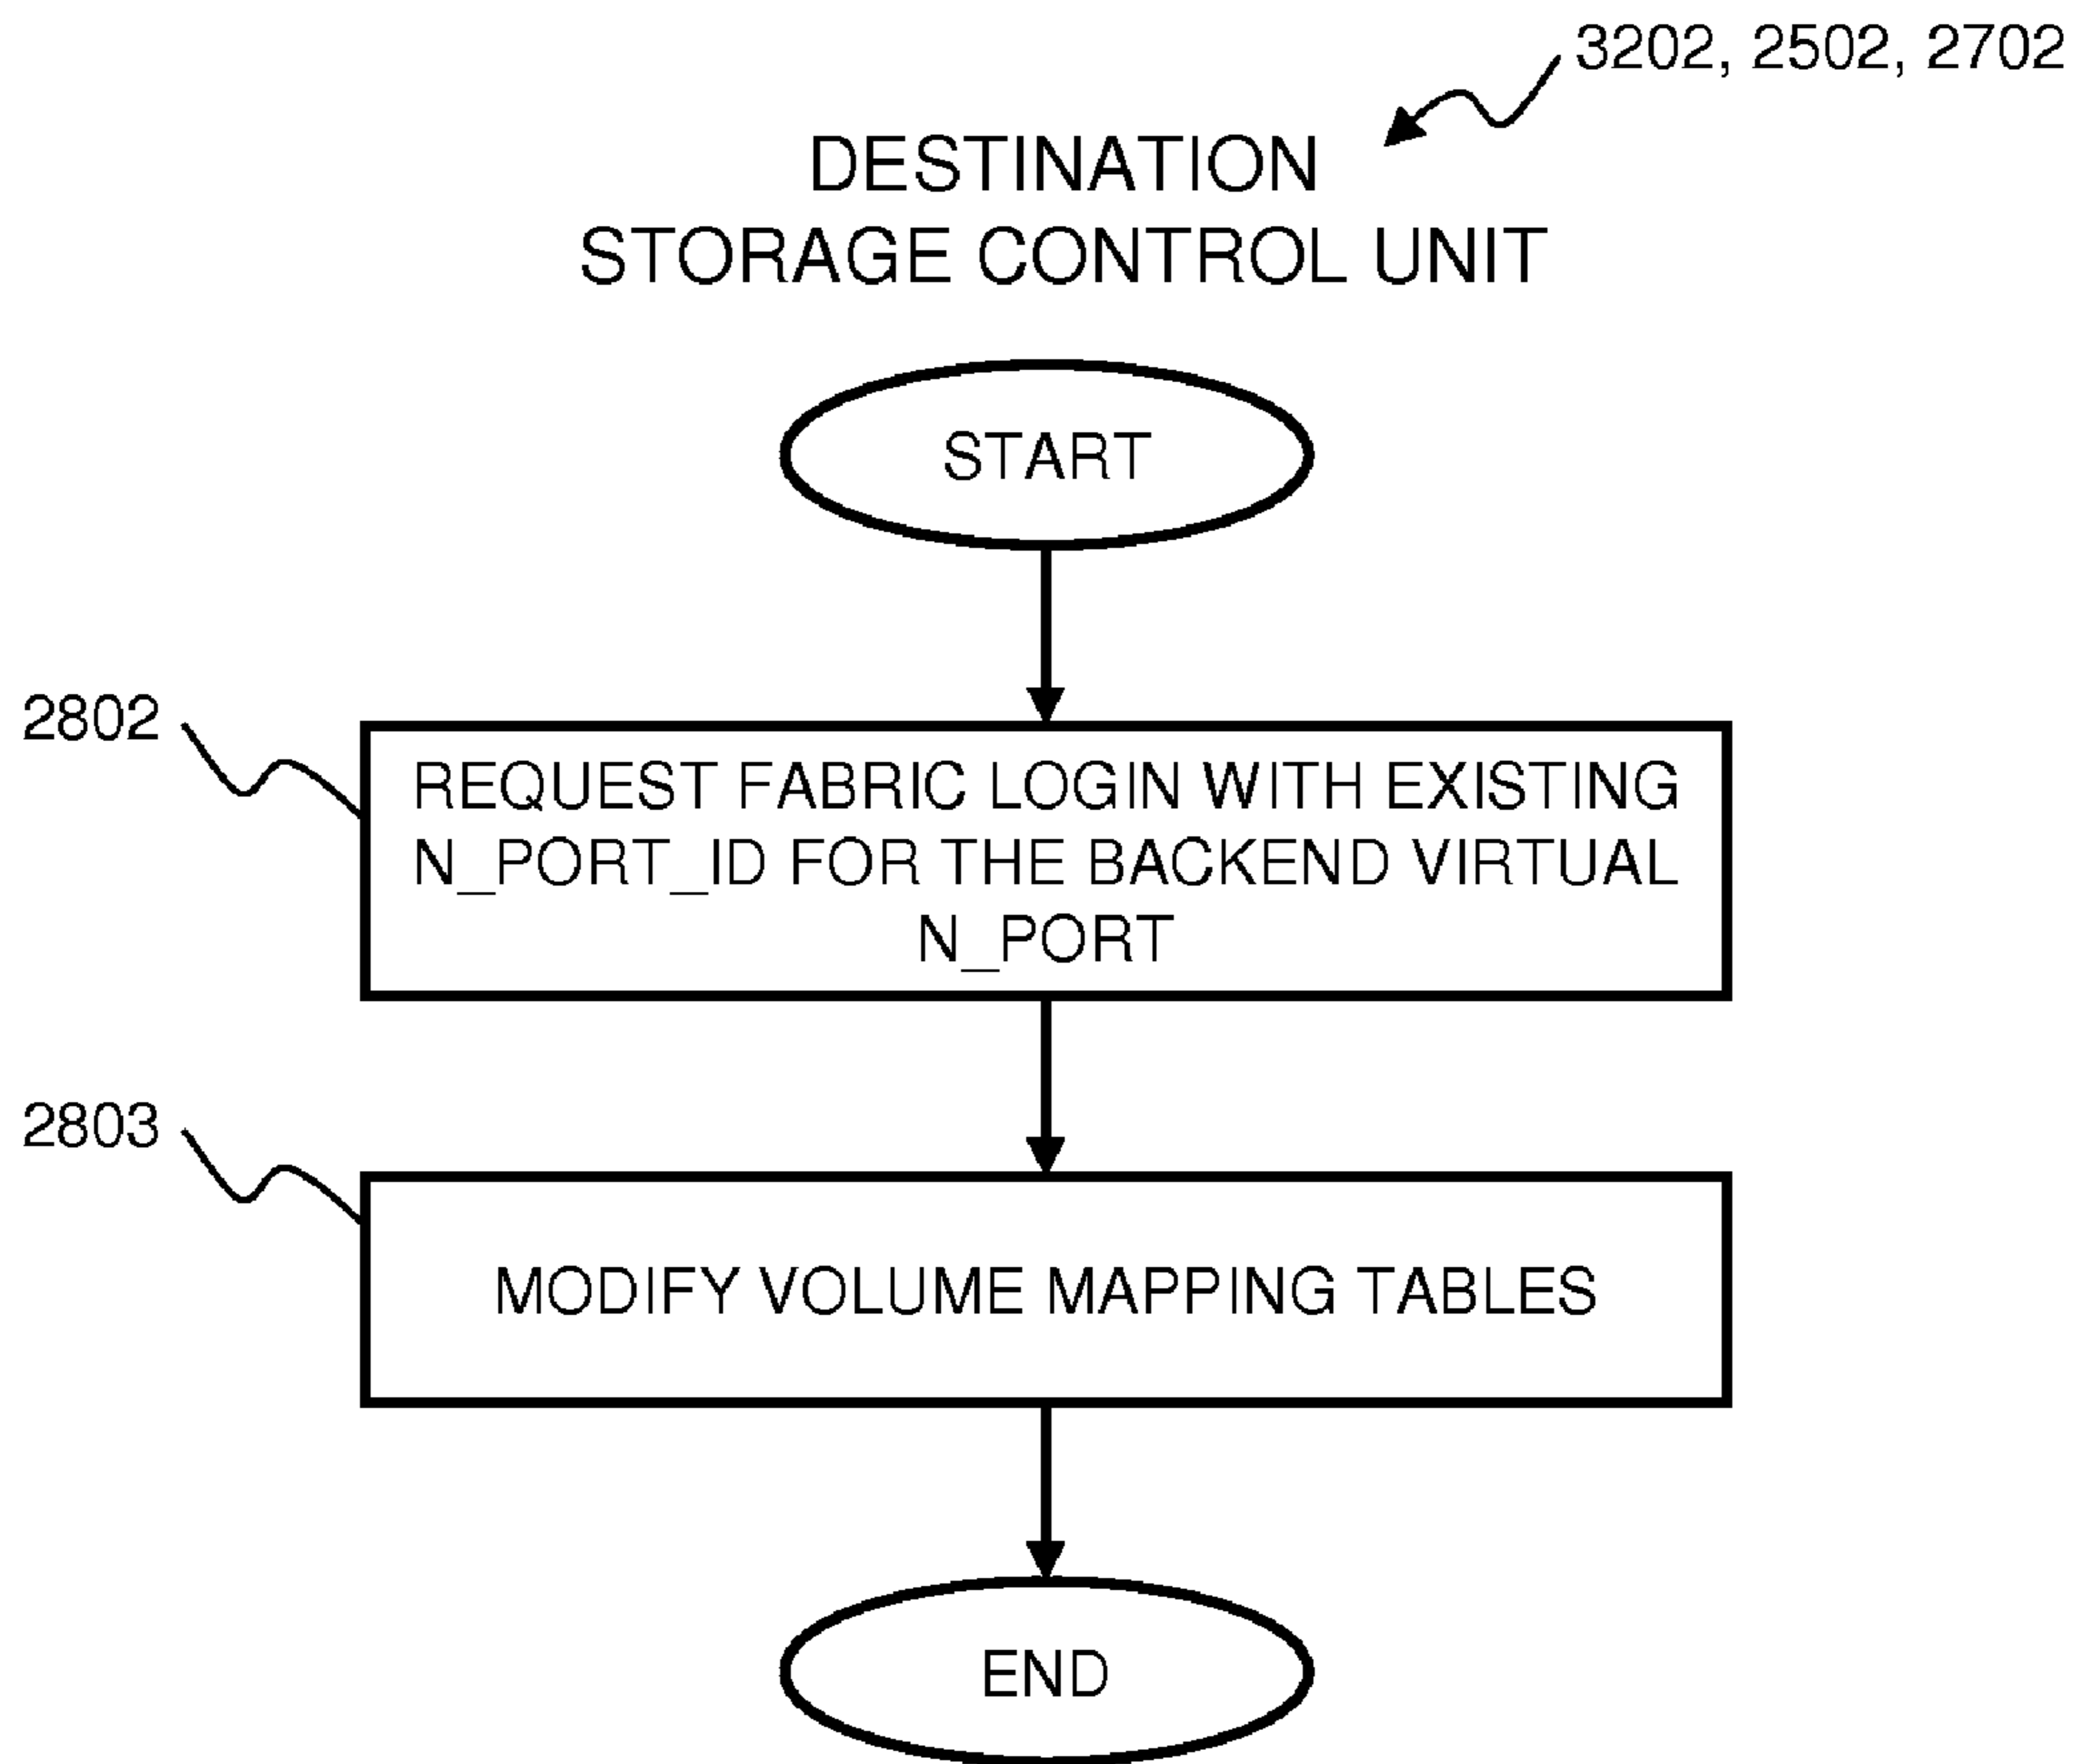 3202, 2502, 2702
DESTINATION
STORAGE CONTROL UNIT
START
2802
REQUEST FABRIC LOGIN WITH EXISTING
N_PORT_ID FOR THE BACKEND VIRTUAL
N_PORT
2803
MODIFY VOLUME MAPPING TABLES
END